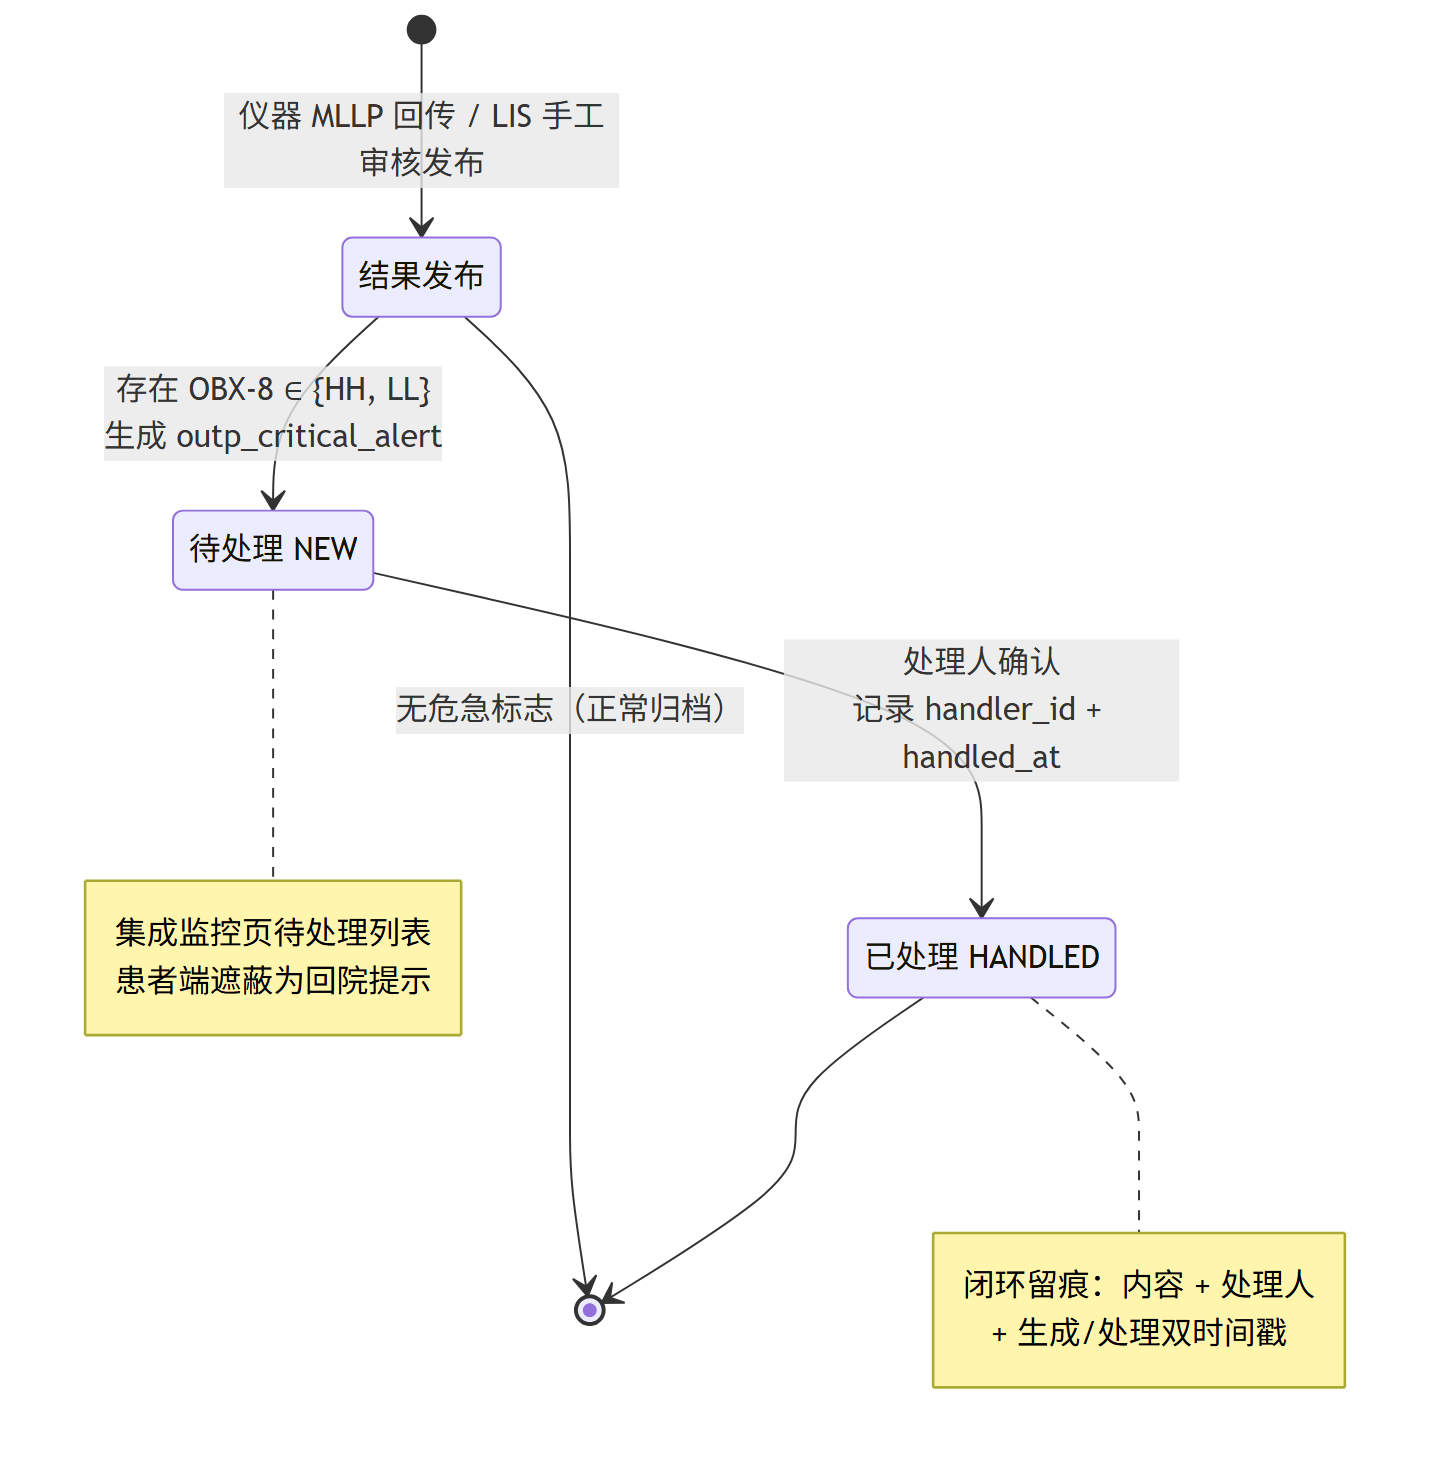 仪器 MLLP 回传 / LIS 手工
审核发布
结果发布
存在 OBX-8 ∈ {HH, LL}
生成 outp_critical_alert
待处理 NEW
处理人确认
记录 handler_id +
handled_at
无危急标志（正常归档）
集成监控页待处理列表
患者端遮蔽为回院提示
已处理 HANDLED
闭环留痕：内容 + 处理人
+ 生成/处理双时间戳